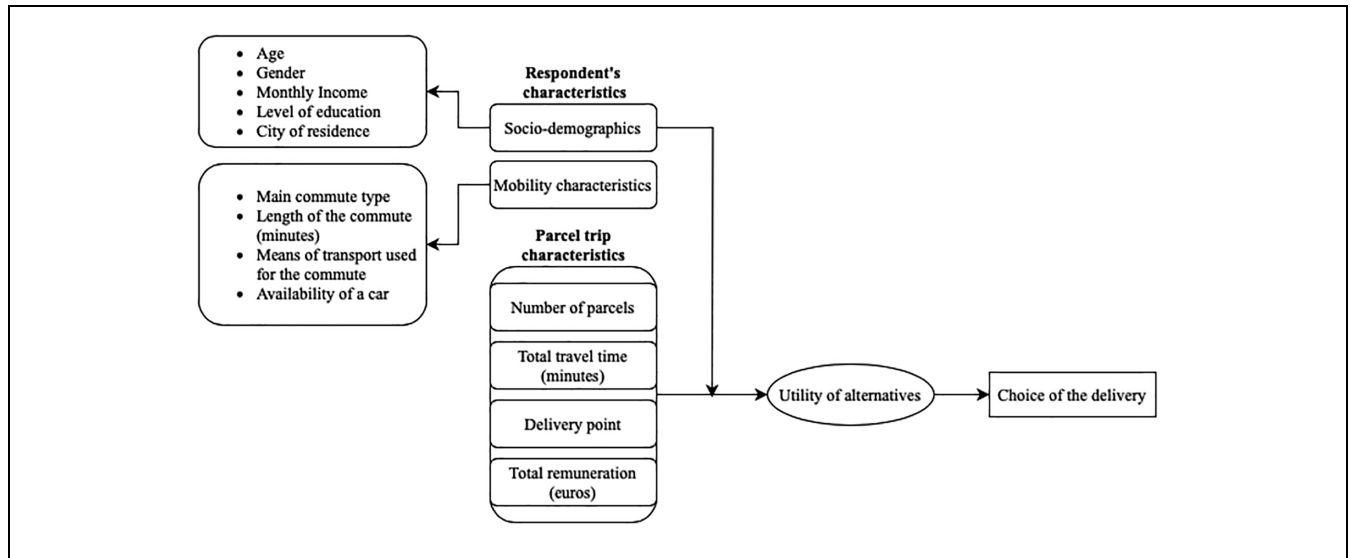 • Age
• Gender
• Monthly Income
• Level of education
• City of residence
• Main commute type
• Length of the commute
(minutes)
• Means of transport used
for the commute
• Availability of a car
Respondent's
characteristics
Socio-demographics
Mobility characteristics
Parcel trip
characteristics
Number of parcels
Total travel time
(minutes)
Delivery point
Total remuneration
(euros)
Utility of alternatives
Choice of the delivery